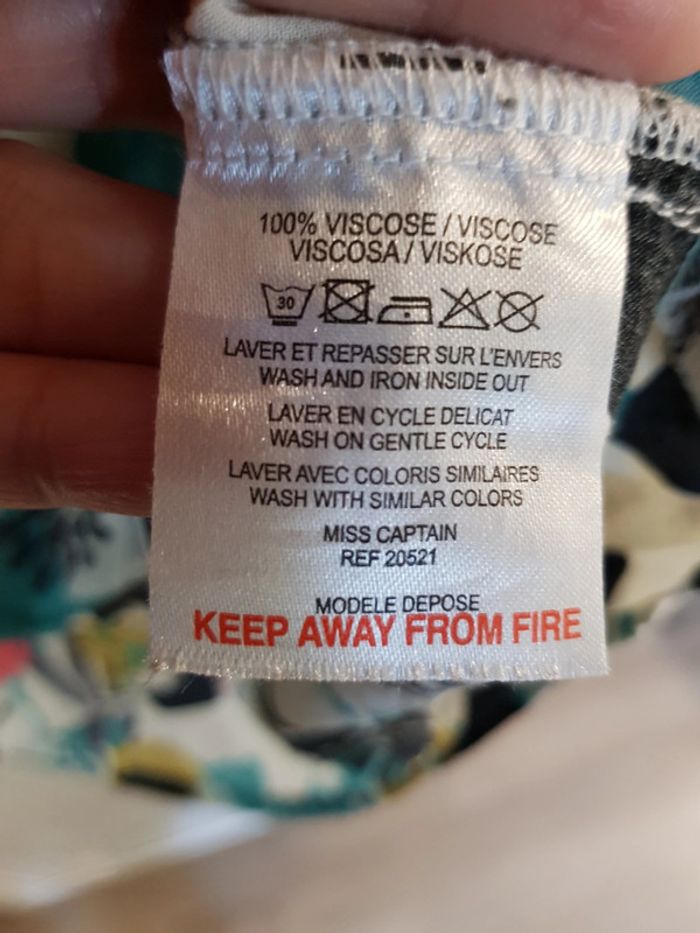 100% VISCOSE / VISCOSE
VISCOSA / VISKOSE
30
LAVER ET REPASSER SUR L'ENVERS
WASH AND IRON INSIDE OUT
LAVER EN CYCLE DELICAT
WASH ON GENTLE CYCLE
LAVER AVEC COLORIS SIMILAIRES
WASH WITH SIMILAR COLORS
MISS CAPTAIN
REF 20521
MODELE DEPOSE
KEEP AWAY FROM FIRE